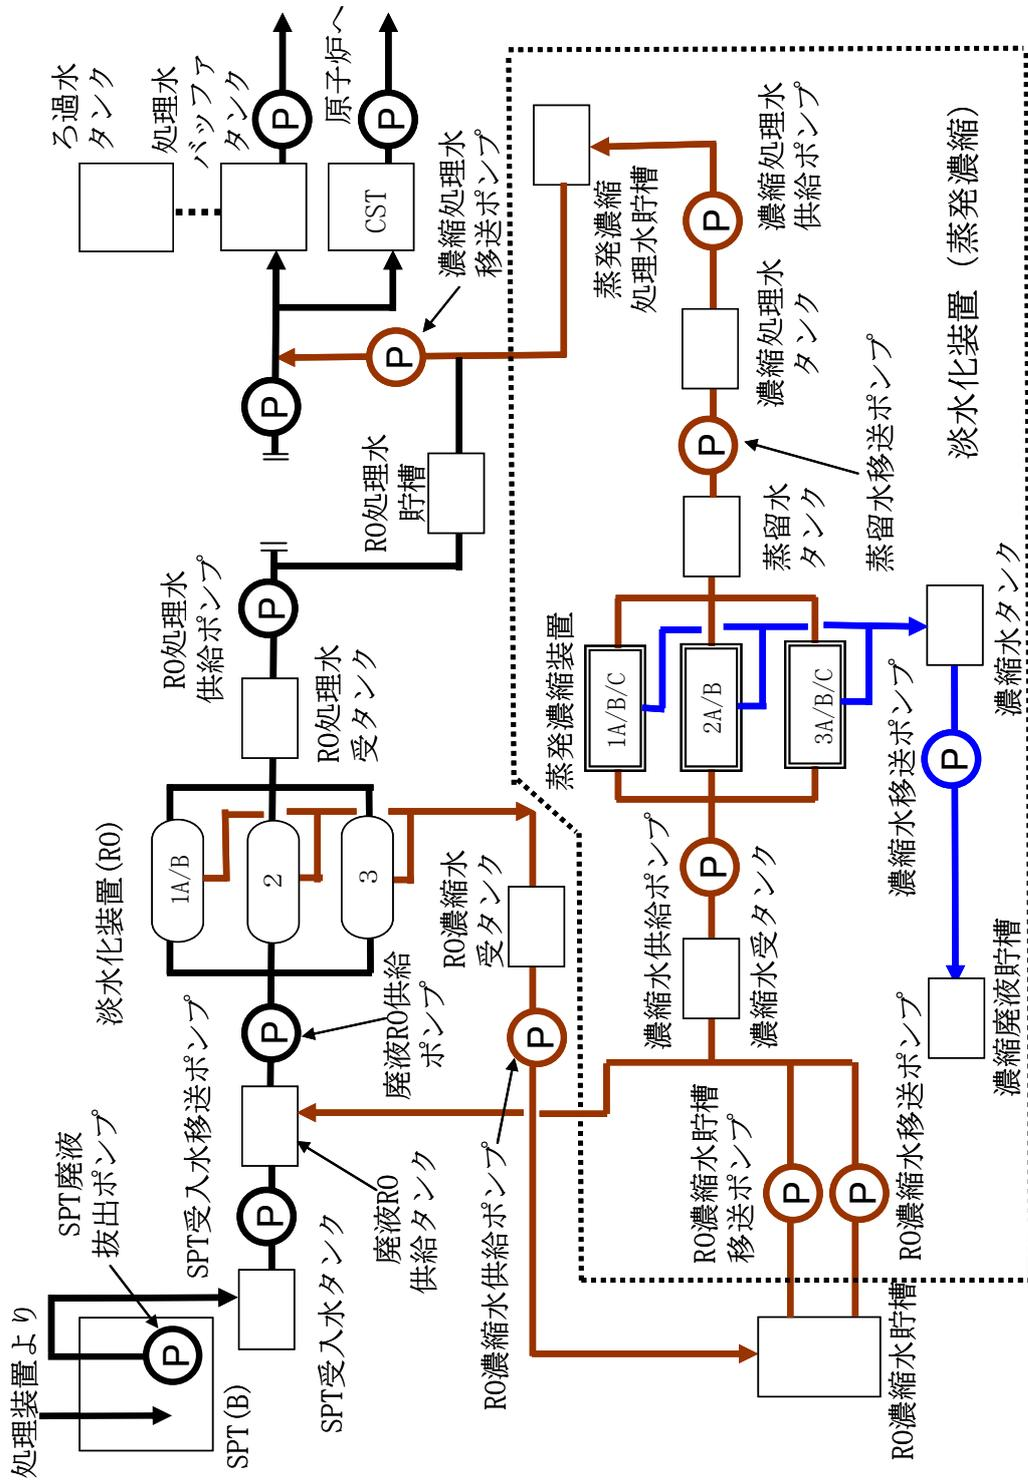 処理装置より
SPT(B)
SPT廃液
抜出ポンプ
P
SPT受入水タンク
SPT受入水移送ポンプ
P
廃液RO
供給タンク
廃液RO供給
ポンプ
P
淡水化装置(RO)
1A/B
2
3
RO処理水
受タンク
RO処理水
供給ポンプ
P
RO処理水
貯槽
P
ろ過水
タンク
処理水
バッファ
タンク
P
CST
P
原子炉へ
濃縮処理水
移送ポンプ
P
RO濃縮水
受タンク
RO濃縮水供給ポンプ
P
RO濃縮水貯槽
RO濃縮水貯槽
移送ポンプ
P
RO濃縮水移送ポンプ
P
濃縮水受タンク
濃縮水供給ポンプ
P
蒸発濃縮装置
1A/B/C
2A/B
3A/B/C
蒸留水
タンク
蒸留水移送ポンプ
P
濃縮処理水
タンク
濃縮処理水
供給ポンプ
P
蒸発濃縮
処理水貯槽
濃縮水タンク
濃縮水移送ポンプ
P
濃縮廃液貯槽
淡水化装置(蒸発濃縮)